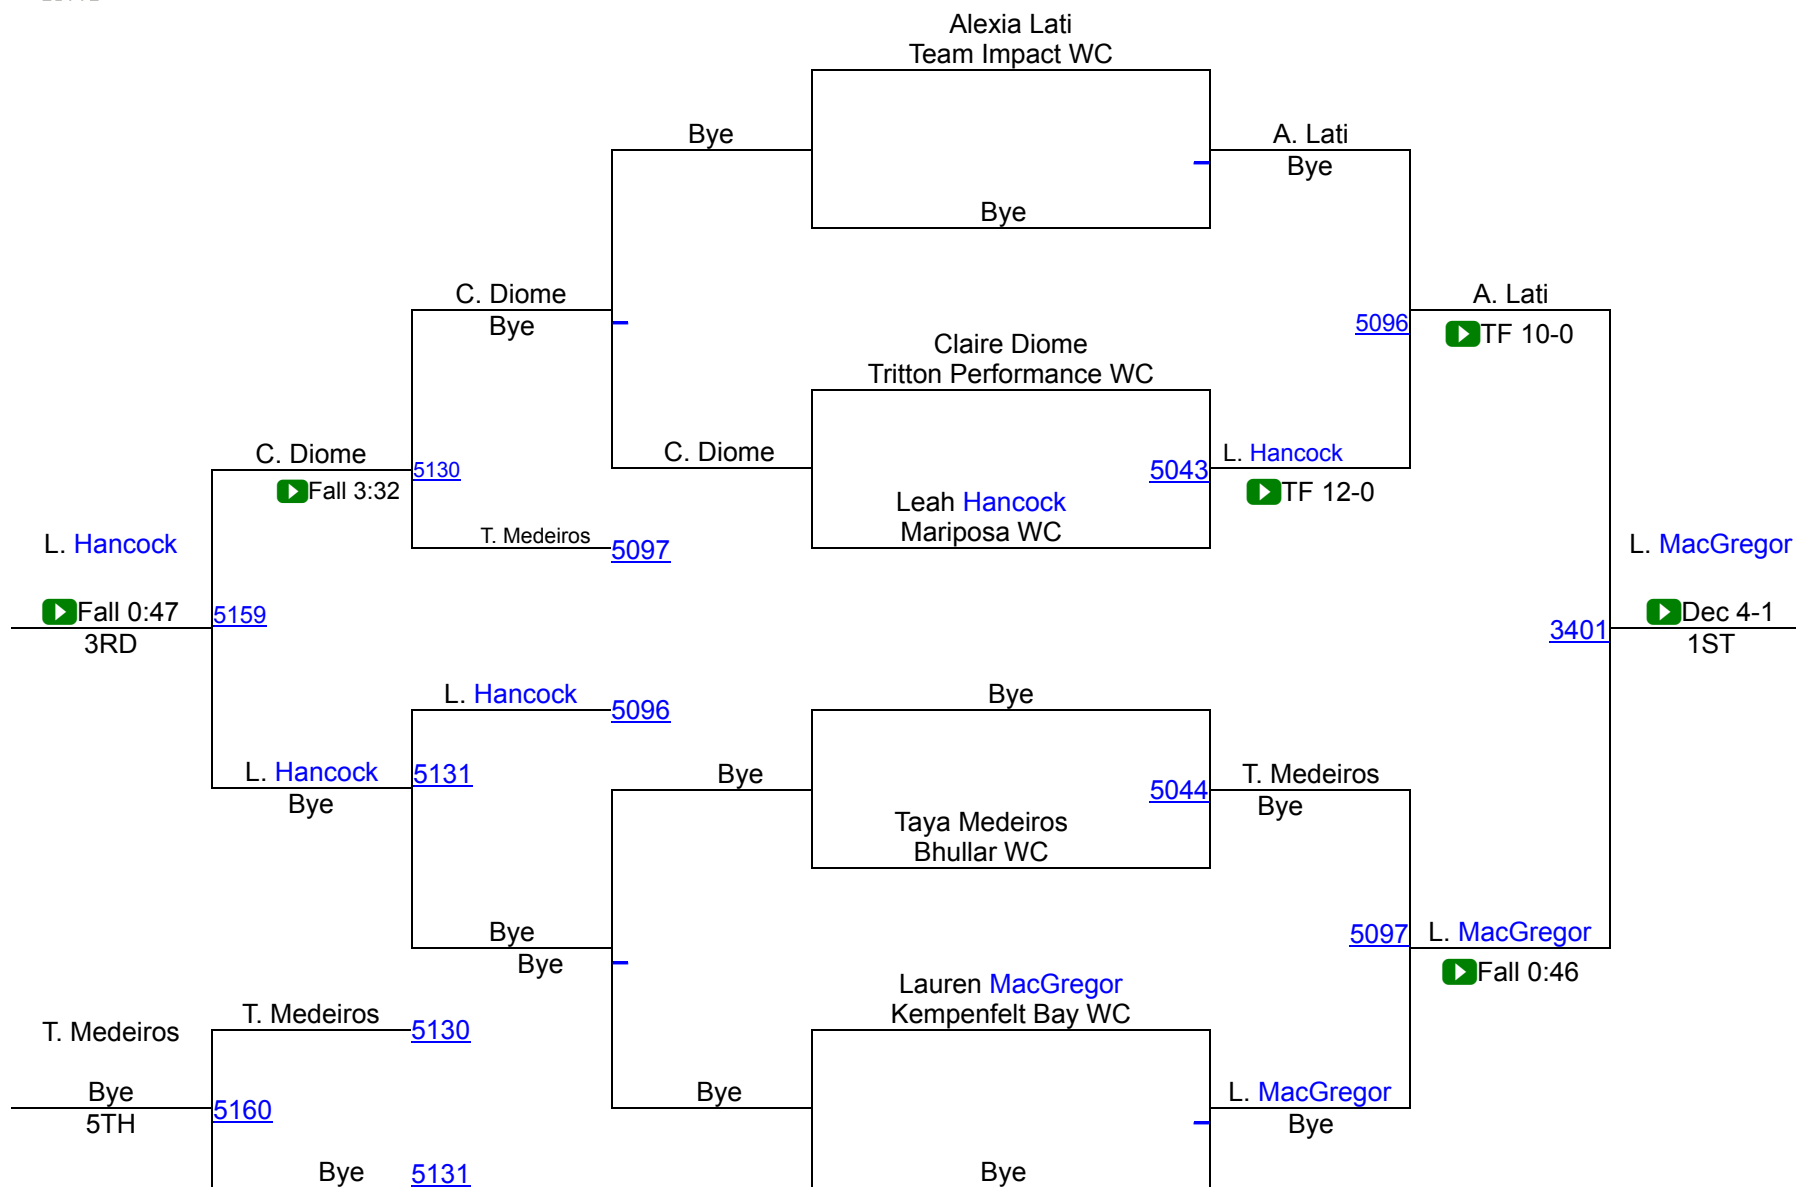 Alexia Lati
Team Impact WC
Bye
A. Lati
Bye
Bye
C. Diome
Bye
A. Lati
5096
TF 10-0
Claire Diome
Tritton Performance WC
C. Diome
5130
Fall 3:32
C. Diome
5043
L. Hancock
TF 12-0
Leah Hancock
Mariposa WC
T. Medeiros
5097
L. Hancock
Fall 0:47
5159
3RD
L. MacGregor
Dec 4-1
3401
1ST
L. Hancock
5096
Bye
L. Hancock
5131
Bye
Bye
5044
T. Medeiros
Bye
Taya Medeiros
Bhullar WC
Bye
Bye
5097
L. MacGregor
Fall 0:46
Lauren MacGregor
Kempenfelt Bay WC
T. Medeiros
T. Medeiros
5130
Bye
5160
5TH
Bye
L. MacGregor
Bye
Bye
5131
Bye